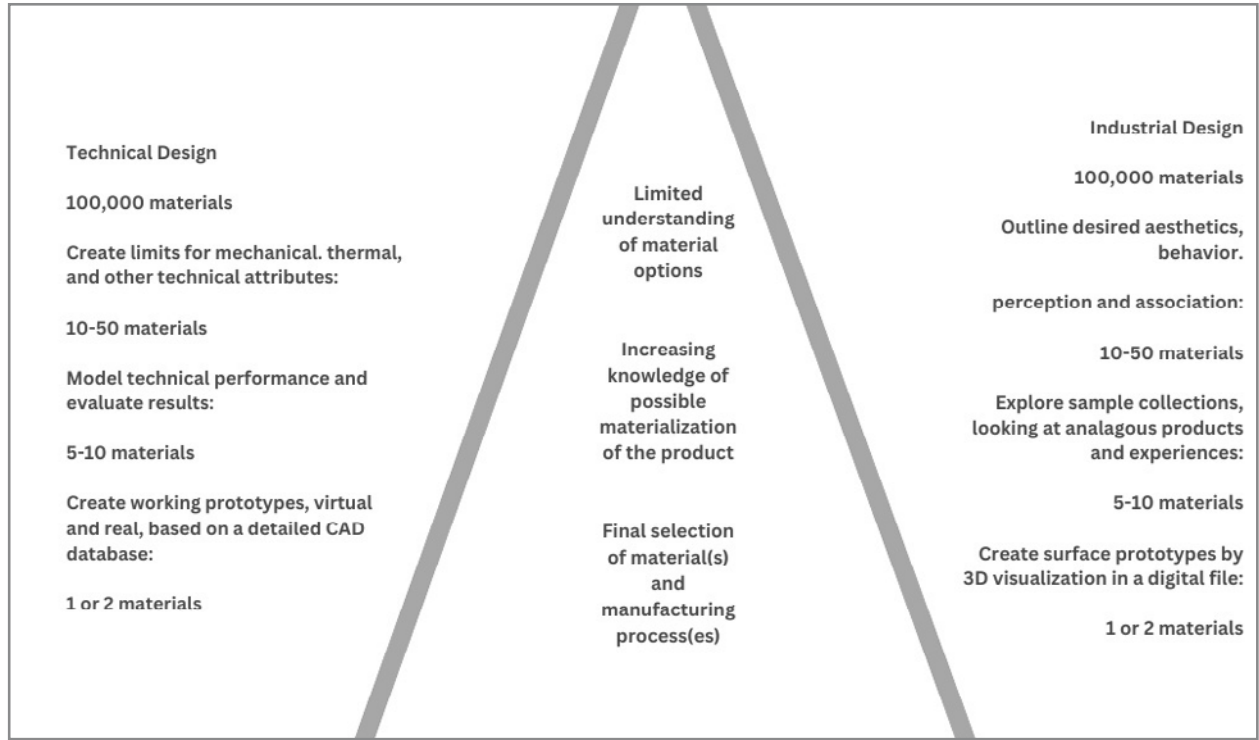 Technical Design
100,000 materials
Create limits for mechanical. thermal,
and other technical attributes:
10-50 materials
Model technical performance and
evaluate results:
5-10 materials
Create working prototypes, virtual
and real, based on a detailed CAD
database:
1 or 2 materials
Limited
understanding
of material
options
Increasing
knowledge of
possible
materialization
of the product
Final selection
of material(s)
and
manufacturing
process(es)
Industrial Design
100,000 materials
Outline desired aesthetics,
behavior.
perception and association:
10-50 materials
Explore sample collections,
looking at analagous products
and experiences:
5-10 materials
Create surface prototypes by
3D visualization in a digital file:
1 or 2 materials